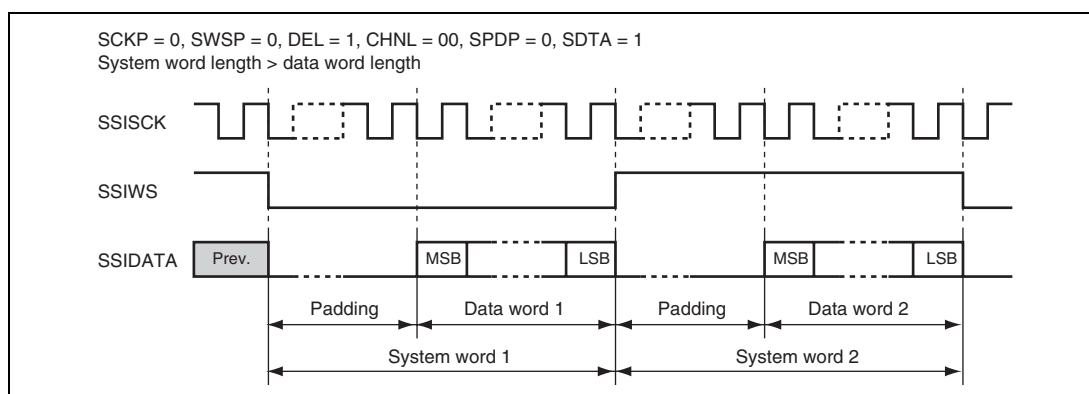 SCKP = 0, SWSP = 0, DEL = 1, CHNL = 00, SPDP = 0, SDTA = 1
System word length > data word length
SSISCK
SSIWS
SSIDATA
Prev.
MSB
LSB
MSB
LSB
Padding
Data word 1
Padding
Data word 2
System word 1
System word 2